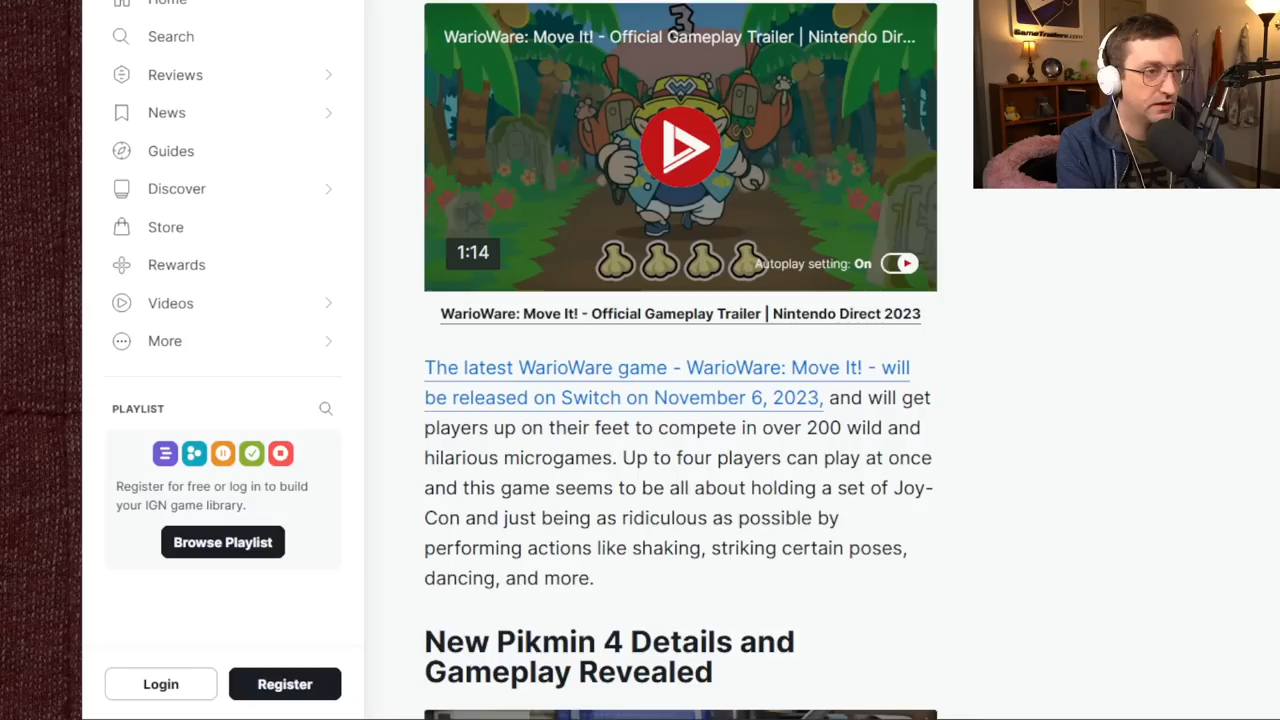 Home
Search
Reviews
News
Guides
Discover
Store
Rewards
Videos
More
PLAYLIST
Register for free or log in to build
your IGN game library.
Browse Playlist
Login
Register
3
WarioWare: Move It! - Official Gameplay Trailer | Nintendo Dir...
1:14
Autoplay setting: On
WarioWare: Move It! - Official Gameplay Trailer | Nintendo Direct 2023
The latest WarioWare game - WarioWare: Move It! - will
be released on Switch on November 6, 2023, and will get
players up on their feet to compete in over 200 wild and
hilarious microgames. Up to four players can play at once
and this game seems to be all about holding a set of Joy-
Con and just being as ridiculous as possible by
performing actions like shaking, striking certain poses,
dancing, and more.
New Pikmin 4 Details and
Gameplay Revealed
GameTrailers.com